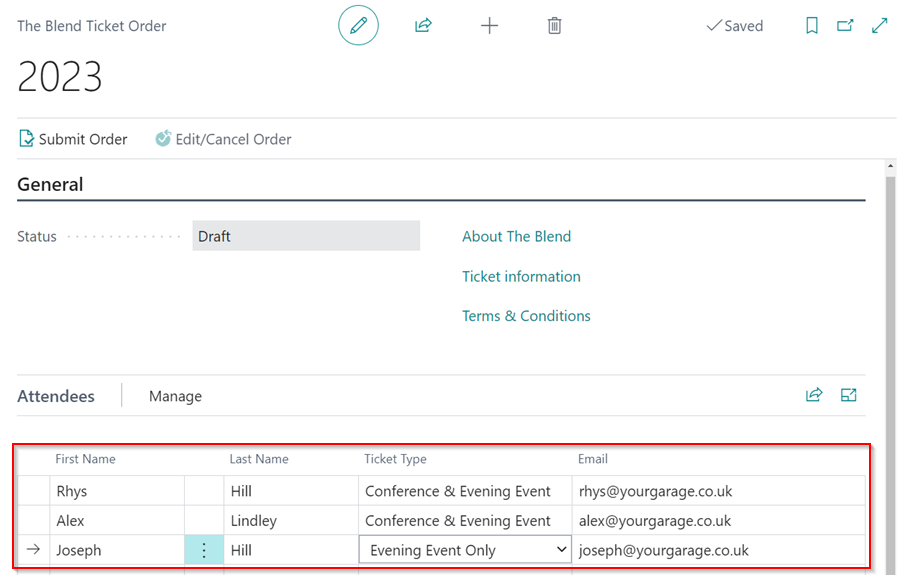 The Blend Ticket Order
Saved
2023
Submit Order Edit/Cancel Order
General
Status Draft About The Blend
Ticket information
Terms & Conditions
Attendees Manage
First Name Last Name Ticket Type Email
Rhys Hill Conference & Evening Event rhys@yourgarage.co.uk
Alex Lindley Conference & Evening Event alex@yourgarage.co.uk
Joseph Hill Evening Event Only joseph@yourgarage.co.uk